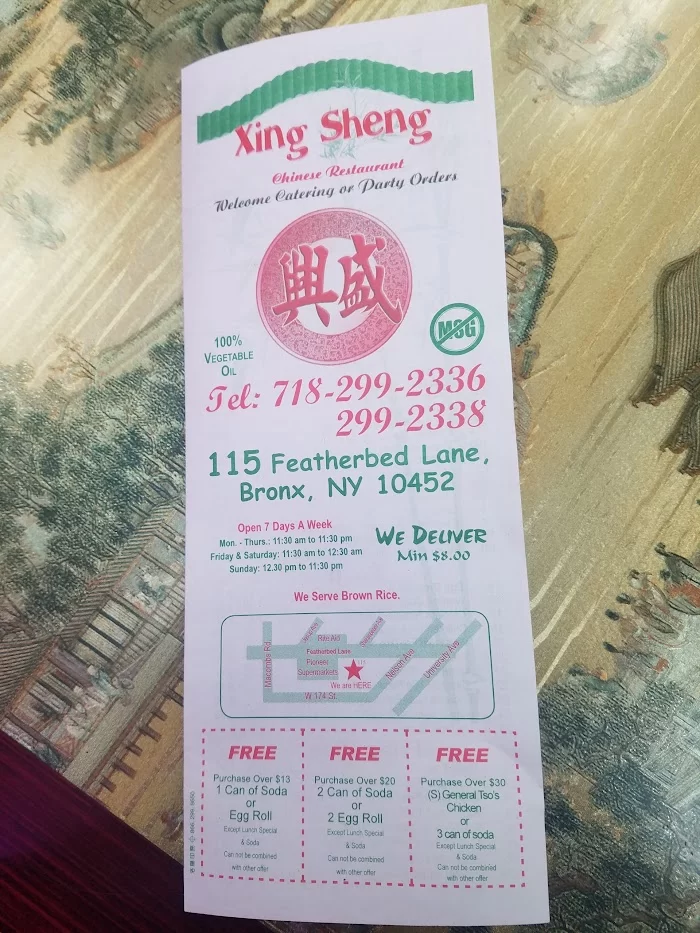 Xing Sheng
Chinese Restaurant
Welcome Catering or Party Orders
興盛
100%
VEGETABLE
OIL
MSG
Tel: 718-299-2336
299-2338
115 Featherbed Lane,
Bronx, NY 10452
Open 7 Days A Week
Mon. - Thurs.: 11:30 am to 11:30 pm
Friday & Saturday: 11:30 am to 12:30 am
Sunday: 12.30 pm to 11:30 pm
WE DELIVER
Min $8.00
We Serve Brown Rice.
Macombs Rd.
Rite Aid
Featherbed Lane
Pioneer
Supermarkets
We are HERE
W 174 St.
Nelson Ave
University Ave.
FREE
Purchase Over $13
1 Can of Soda
or
Egg Roll
Except Lunch Special
& Soda
Can not be combined
with other offer
FREE
Purchase Over $20
2 Can of Soda
or
2 Egg Roll
Except Lunch Special
& Soda
Can not be combined
with other offer
FREE
Purchase Over $30
(S) General Tso's
Chicken
or
3 can of soda
Except Lunch Special
& Soda
Can not be combined
with other offer